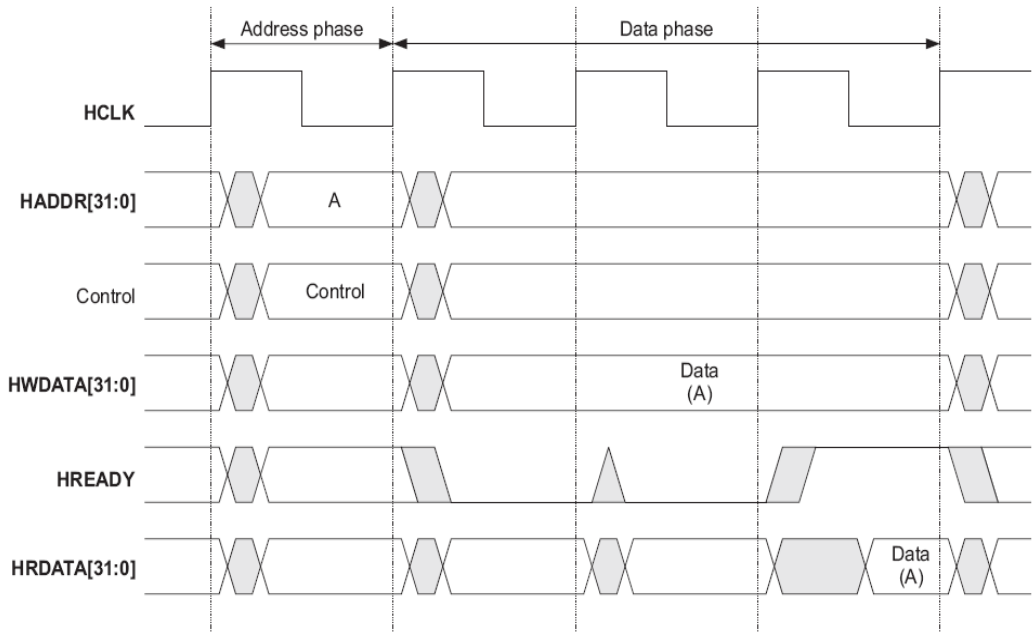 Address phase
Data phase
HCLK
HADDR[31:0]
A
Control
Control
HWDATA[31:0]
Data
(A)
HREADY
HRDATA[31:0]
Data
(A)